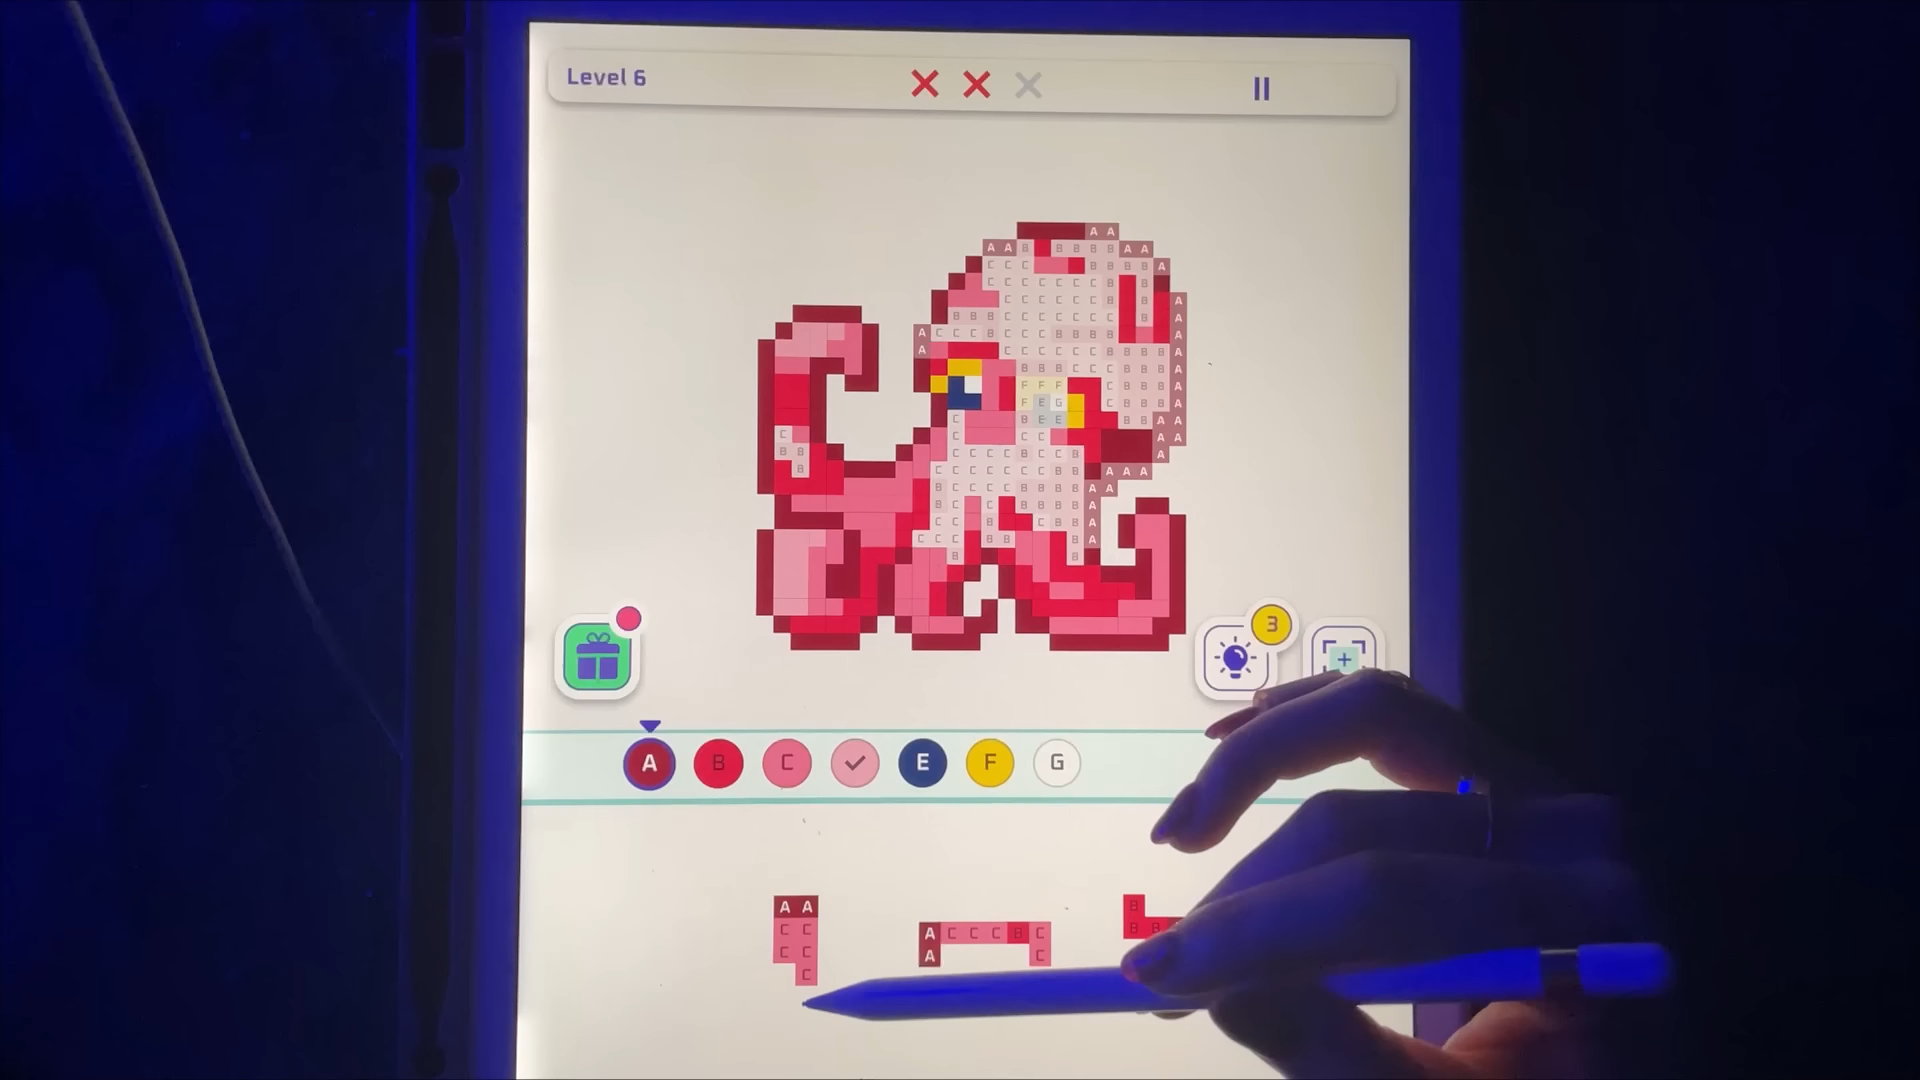 Level 6
A A
A A B B B B B A A
C C C B B B B A
C C C C C C C B B
C C C C C C B B A
B B B C C C C C C C B A
A C C C B C C C B B B B A
A C C C C C C B B B B A
B B B C C C B B B A
F F F C B B B A
F E G C B B B A
C B E E B B A A
C C C C A A
B B C C C C B C C B A
B C C C C C C C B B A A A
B C C C C B B B B A A
B C C B B B B A
C C B C B B A
C C C B B B A
B B
3
A B C E F G
A A
C C
C C
C
A C C C B C
A C
B
B B